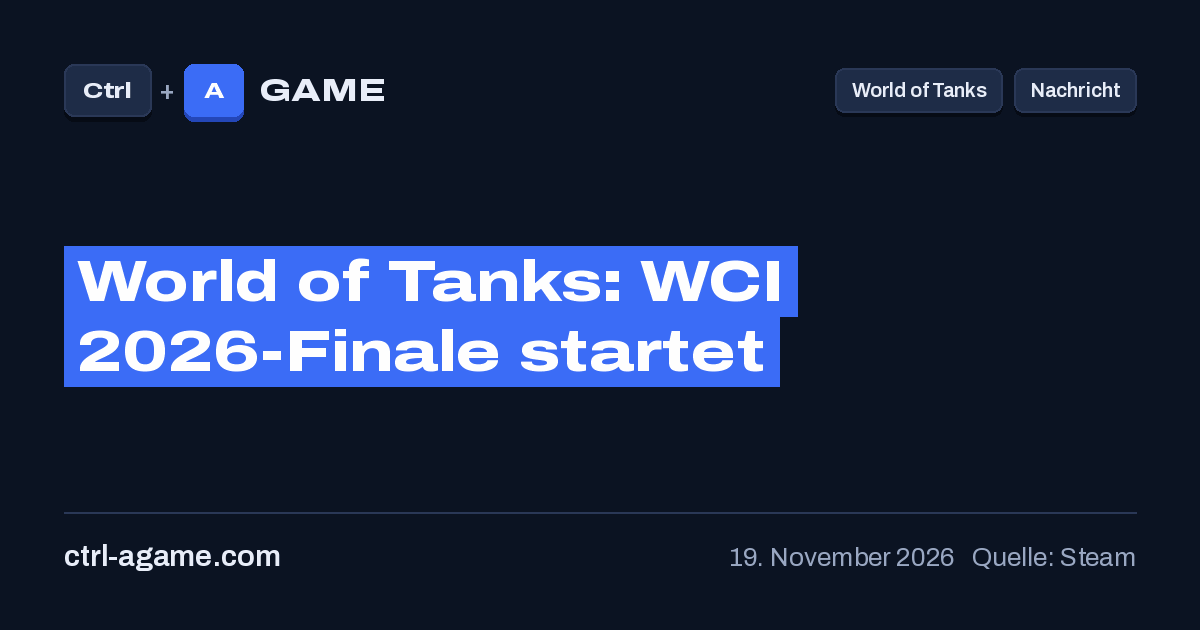 Ctrl + A GAME
World of Tanks Nachricht
World of Tanks: WCI
2026-Finale startet
ctrl-agame.com
19. November 2026 Quelle: Steam